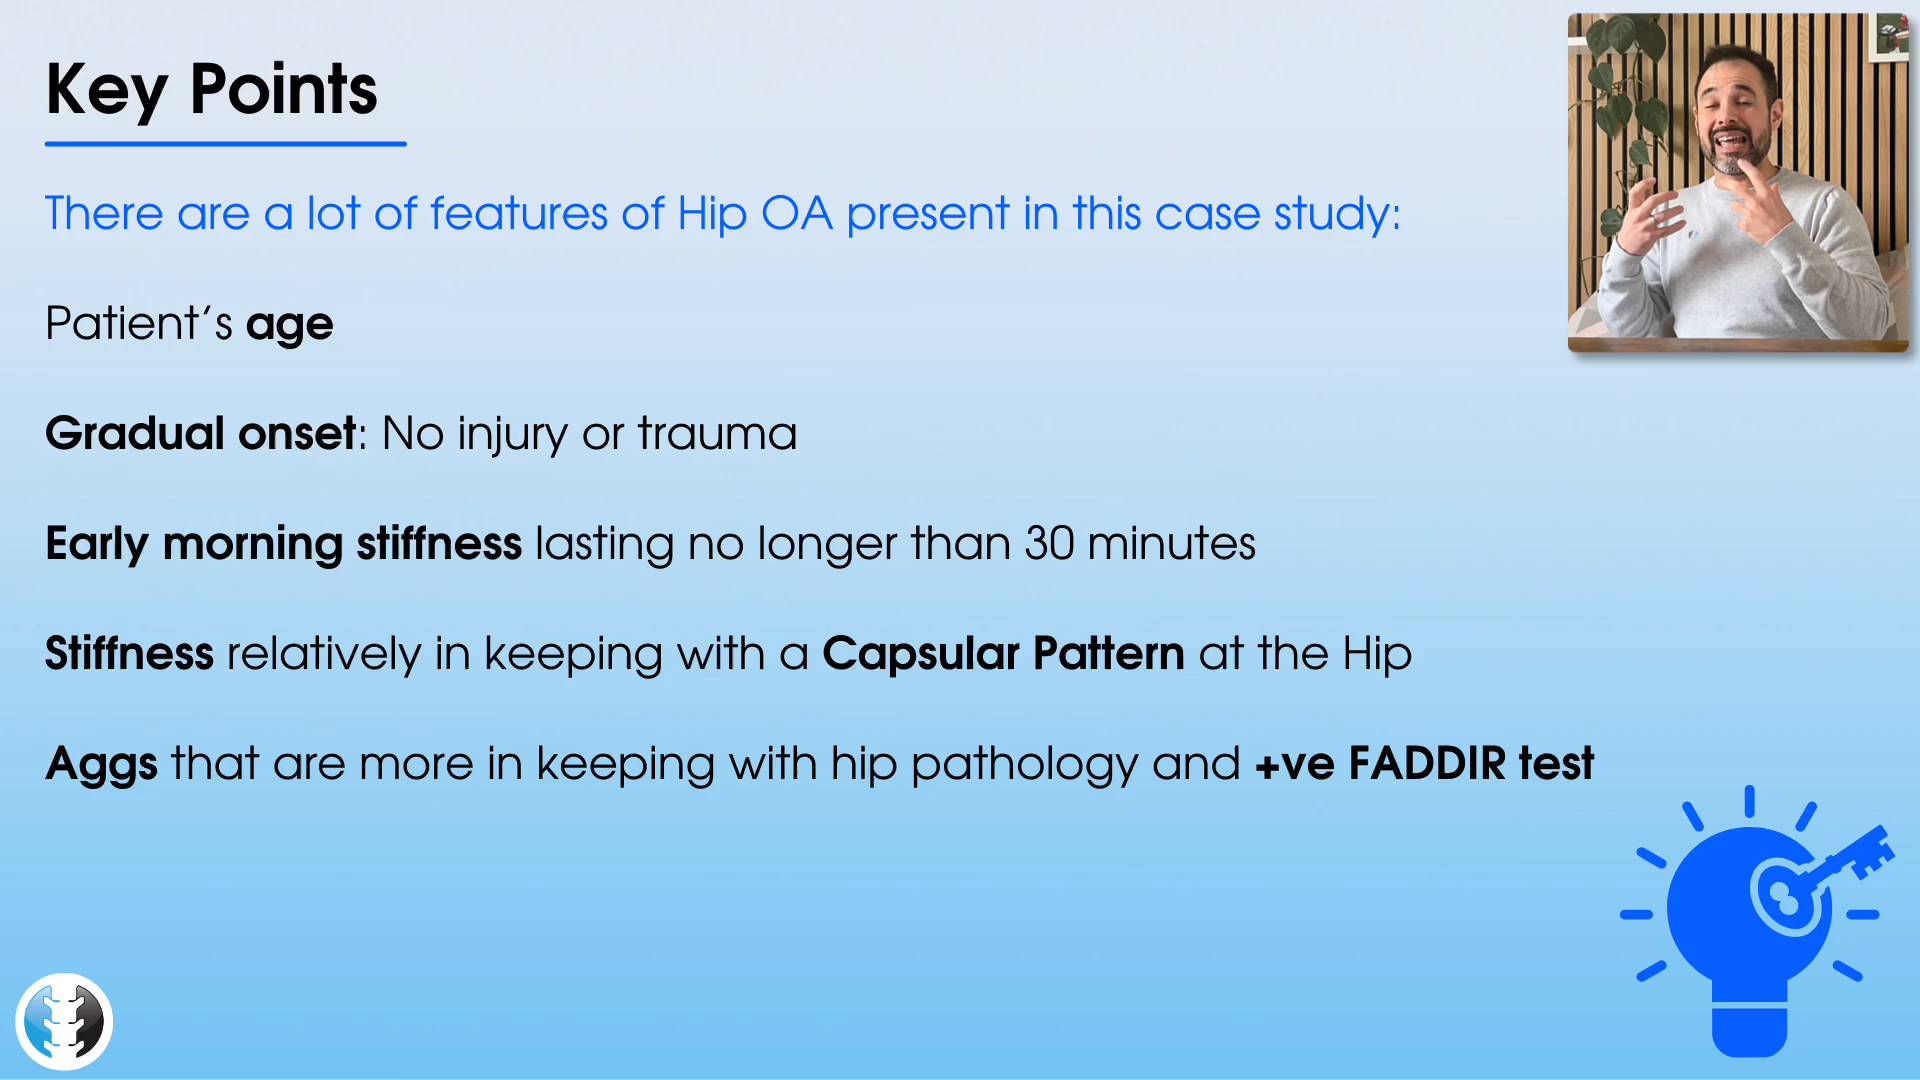 Key Points
There are a lot of features of Hip OA present in this case study:
Patient’s age
Gradual onset: No injury or trauma
Early morning stiffness lasting no longer than 30 minutes
Stiffness relatively in keeping with a Capsular Pattern at the Hip
Aggs that are more in keeping with hip pathology and +ve FADDIR test